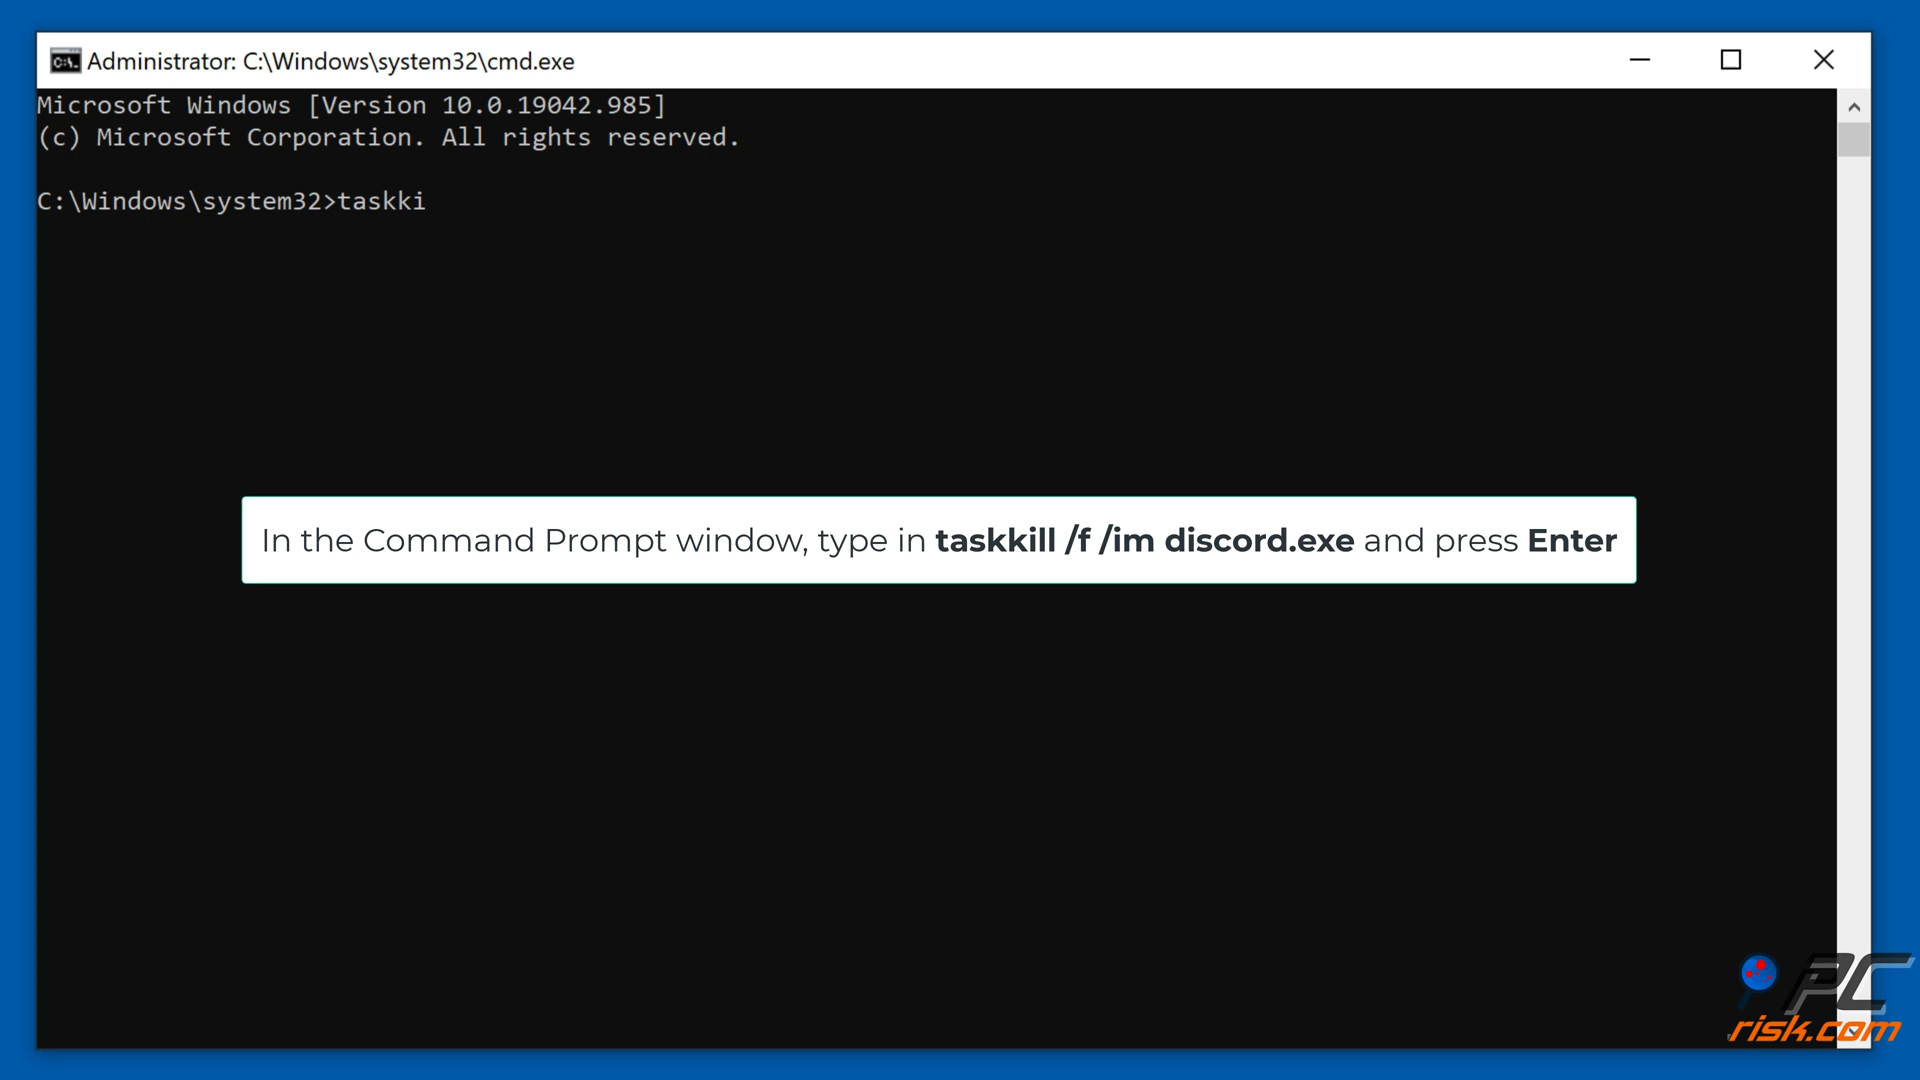 Administrator: C:\Windows\system32\cmd.exe
Microsoft Windows [Version 10.0.19042.985]
(c) Microsoft Corporation. All rights reserved.
C:\Windows\system32>taskki
In the Command Prompt window, type in taskkill /f /im discord.exe and press Enter
PC
risk.com